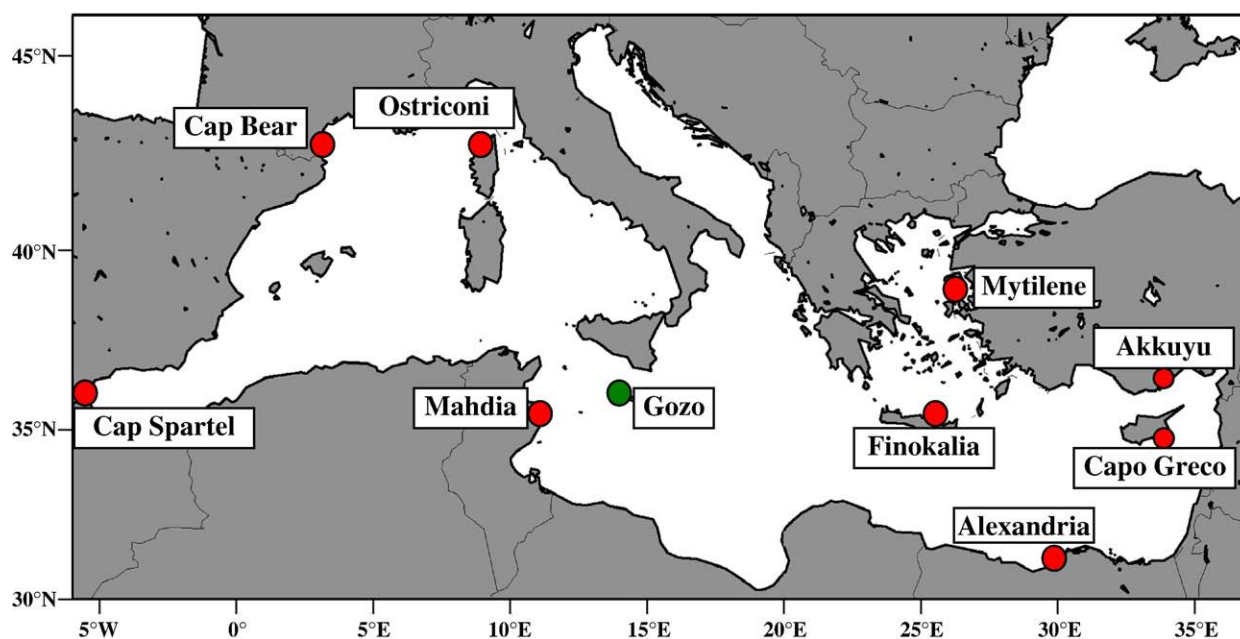 45°N
Ostriconi
Cap Bear
40°N
Mytilene
Akkuyu
Mahdia
Gozo
Cap Spartel
35°N
Finokalia
Capo Greco
Alexandria
30°N
5°W 0° 5°E 10°E 15°E 20°E 25°E 30°E 35°E